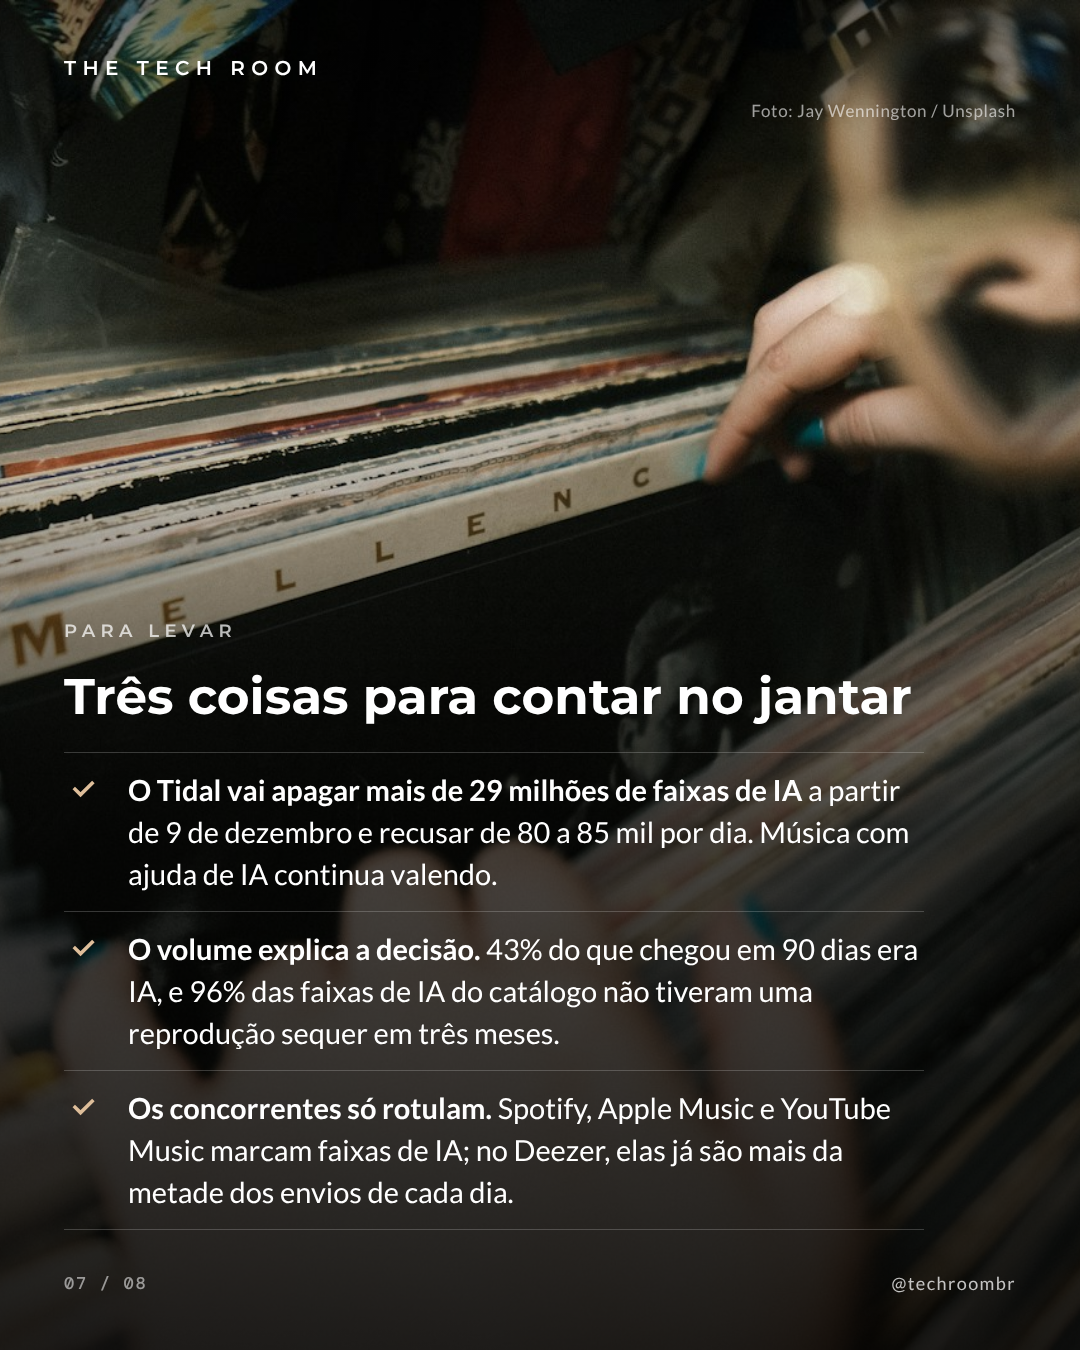 THE TECH ROOM
Foto: Jay Wennington / Unsplash
M E L L E N C
PARA LEVAR
Três coisas para contar no jantar
O Tidal vai apagar mais de 29 milhões de faixas de IA a partir
de 9 de dezembro e recusar de 80 a 85 mil por dia. Música com
ajuda de IA continua valendo.
O volume explica a decisão. 43% do que chegou em 90 dias era
IA, e 96% das faixas de IA do catálogo não tiveram uma
reprodução sequer em três meses.
Os concorrentes só rotulam. Spotify, Apple Music e YouTube
Music marcam faixas de IA; no Deezer, elas já são mais da
metade dos envios de cada dia.
07 / 08
@techroombr